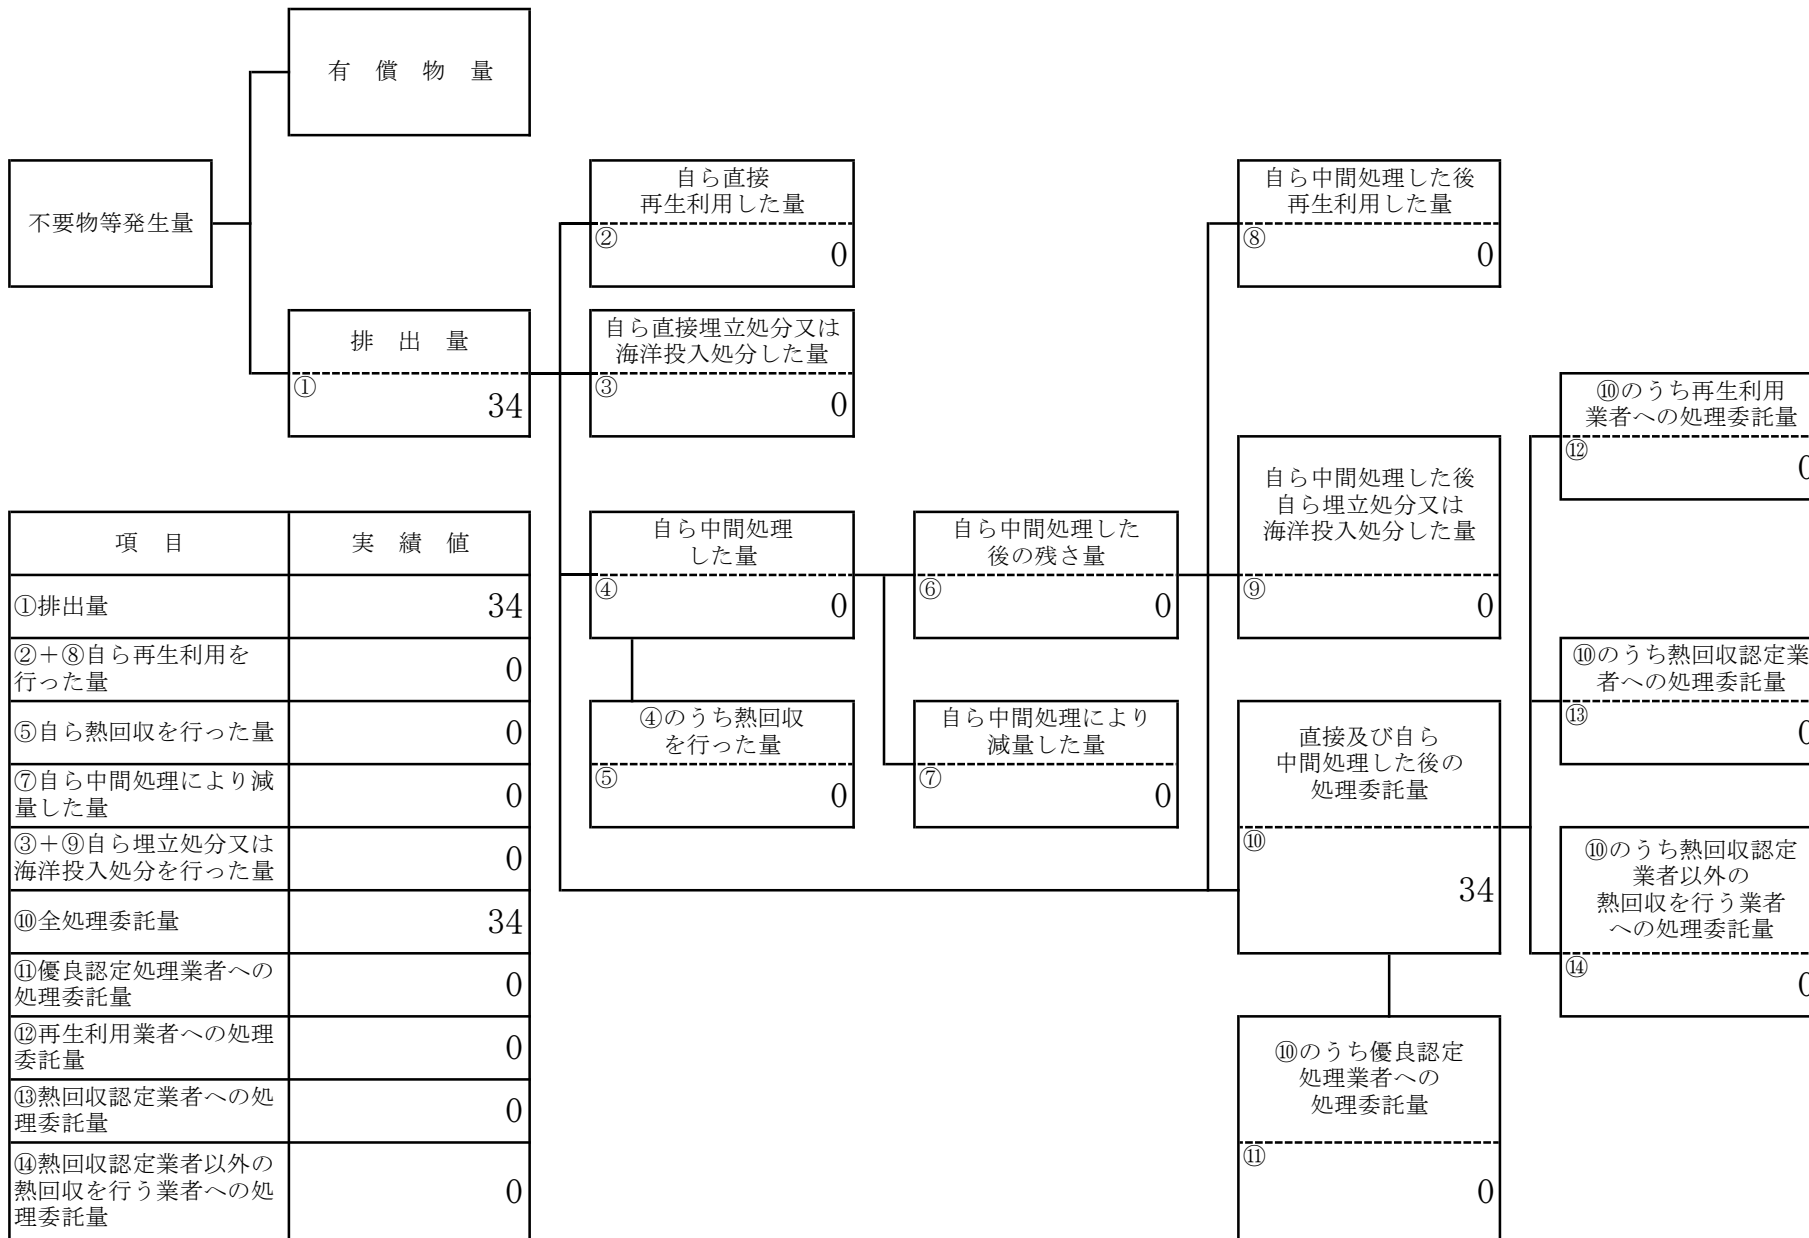 有 償 物 量
不要物等発生量
排 出 量
①
34
自ら直接
再生利用した量
②
0
自ら直接埋立処分又は
海洋投入処分した量
③
0
自ら中間処理
した量
④
0
④のうち熱回収
を行った量
⑤
0
自ら中間処理した
後の残さ量
⑥
0
自ら中間処理により
減量した量
⑦
0
自ら中間処理した後
再生利用した量
⑧
0
自ら中間処理した後
自ら埋立処分又は
海洋投入処分した量
⑨
0
直接及び自ら
中間処理した後の
処理委託量
⑩
34
⑩のうち優良認定
処理業者への
処理委託量
⑪
0
⑩のうち再生利用
業者への処理委託量
⑫
0
⑩のうち熱回収認定業
者への処理委託量
⑬
0
⑩のうち熱回収認定
業者以外の
熱回収を行う業者
への処理委託量
⑭
0
項 目 実 績 値
①排出量 34
②+⑧自ら再生利用を
行った量 0
⑤自ら熱回収を行った量 0
⑦自ら中間処理により減
量した量 0
③+⑨自ら埋立処分又は
海洋投入処分を行った量 0
⑩全処理委託量 34
⑪優良認定処理業者への
処理委託量 0
⑫再生利用業者への処理
委託量 0
⑬熱回収認定業者への処
理委託量 0
⑭熱回収認定業者以外の
熱回収を行う業者への処
理委託量 0